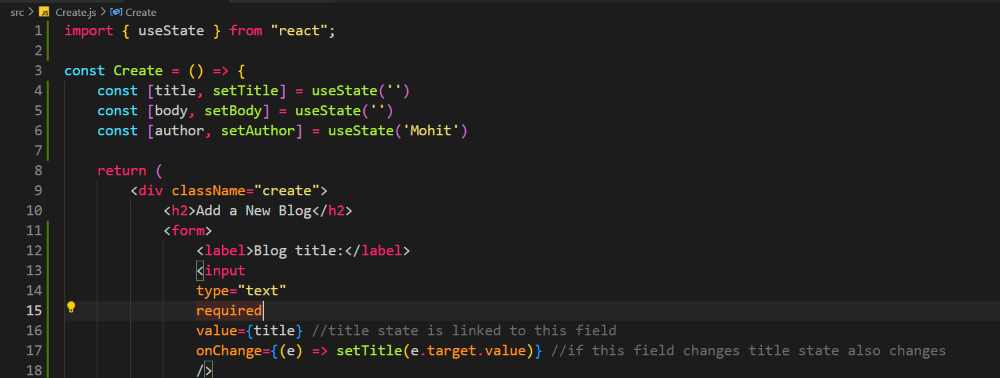 src > JS Create.js > Create
1 import { useState } from "react";
2
3 const Create = () => {
4 const [title, setTitle] = useState('')
5 const [body, setBody] = useState('')
6 const [author, setAuthor] = useState('Mohit')
7
8 return (
9 <div className="create">
10 <h2>Add a New Blog</h2>
11 <form>
12 <label>Blog title:</label>
13 <input
14 type="text"
15 required
16 value={title} //title state is linked to this field
17 onChange={(e) => setTitle(e.target.value)} //if this field changes title state also changes
18 />